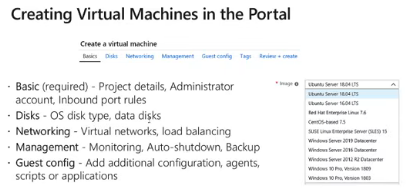 Creating Virtual Machines in the Portal
Create a virtual machine
Basics Disks Networking Management Guest config Tags Review + create
· Basic (required) - Project details, Administrator
account, Inbound port rules
· Disks - OS disk type, data disks
· Networking - Virtual networks, load balancing
· Management - Monitoring, Auto-shutdown, Backup
· Guest config - Add additional configuration, agents,
scripts or applications
* Image
Ubuntu Server 18.04 LTS
Ubuntu Server 18.04 LTS
Ubuntu Server 16.04 LTS
Red Hat Enterprise Linux 7.6
CentOS-based 7.5
SUSE Linux Enterprise Server (SLES) 15
Windows Server 2019 Datacenter
Windows Server 2016 Datacenter
Windows Server 2012 R2 Datacenter
Windows 10 Pro, Version 1809
Windows 10 Pro, Version 1803